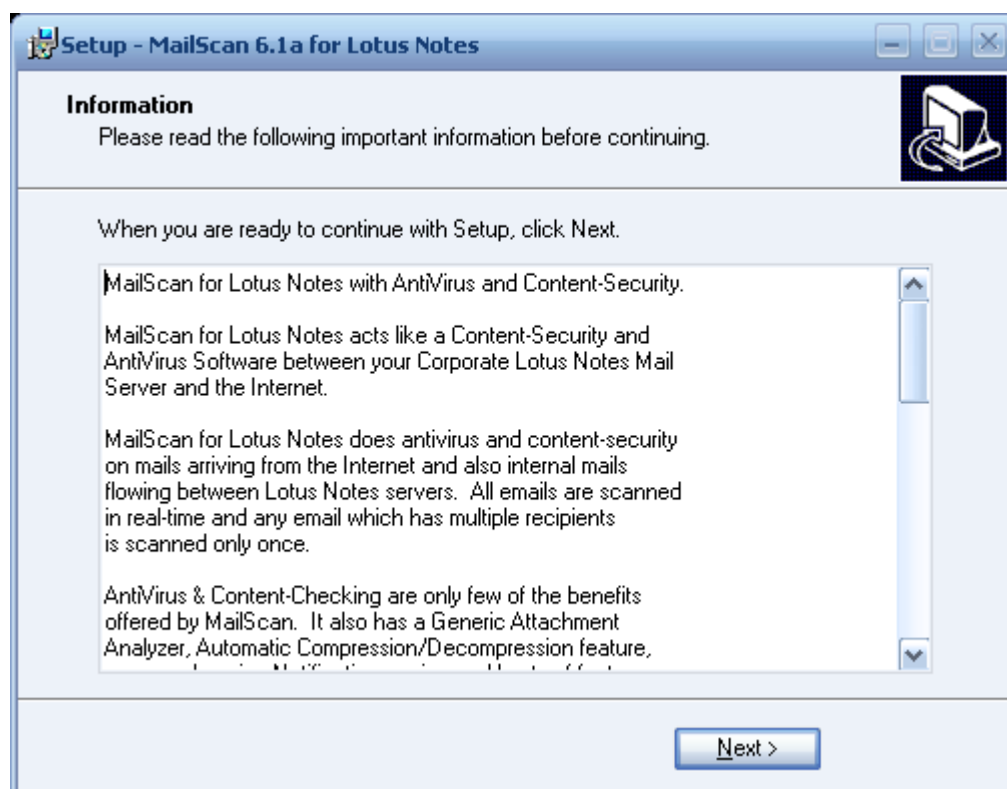 Setup - MailScan 6.1a for Lotus Notes
Information
Please read the following important information before continuing.
When you are ready to continue with Setup, click Next.
MailScan for Lotus Notes with AntiVirus and Content-Security.
MailScan for Lotus Notes acts like a Content-Security and
AntiVirus Software between your Corporate Lotus Notes Mail
Server and the Internet.
MailScan for Lotus Notes does antivirus and content-security
on mails arriving from the Internet and also internal mails
flowing between Lotus Notes servers.  All emails are scanned
in real-time and any email which has multiple recipients
is scanned only once.
AntiVirus & Content-Checking are only few of the benefits
offered by MailScan.  It also has a Generic Attachment
Analyzer, Automatic Compression/Decompression feature,
Next >